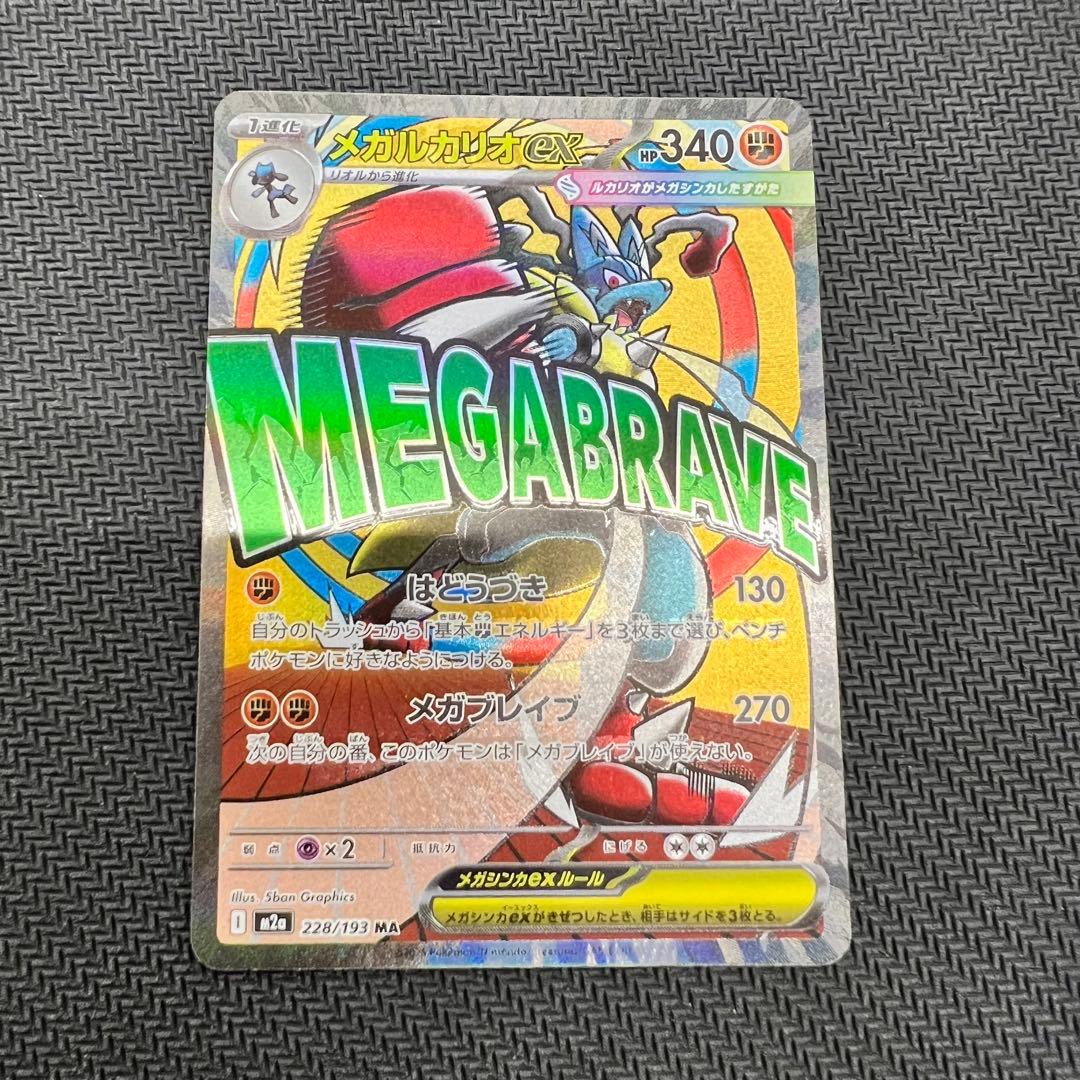 1進化
メガルカリオex
HP340
リオルから進化
ルカリオがメガシンカしたすがた
MEGABRAVE
はどうづき 130
自分のトラッシュから「基本エネルギー」を3枚まで選び、ベンチ
ポケモンに好きなようにつける。
メガブレイブ 270
次の自分の番、このポケモンは「メガブレイブ」が使えない。
弱点 ×2 抵抗力 にげる
メガシンカexルール
メガシンカexがきぜつしたとき、相手はサイドを3枚とる。
Illus. 5ban Graphics
I m2a 228/193 MA